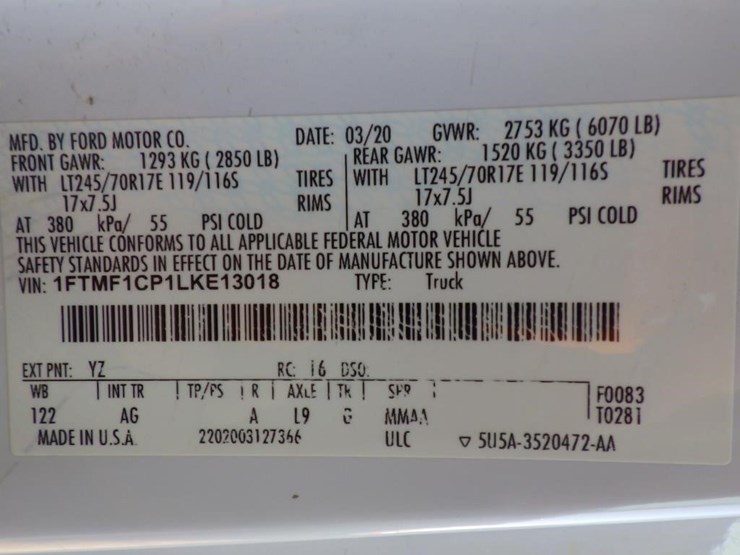 MFD. BY FORD MOTOR CO. DATE: 03/20 GVWR: 2753 KG ( 6070 LB)
FRONT GAWR: 1293 KG ( 2850 LB) REAR GAWR: 1520 KG ( 3350 LB)
WITH LT245/70R17E 119/116S TIRES WITH LT245/70R17E 119/116S TIRES
17x7.5J RIMS 17x7.5J RIMS
AT 380 kPa/ 55 PSI COLD AT 380 kPa/ 55 PSI COLD
THIS VEHICLE CONFORMS TO ALL APPLICABLE FEDERAL MOTOR VEHICLE
SAFETY STANDARDS IN EFFECT ON THE DATE OF MANUFACTURE SHOWN ABOVE.
VIN: 1FTMF1CP1LKE13018 TYPE: Truck
EXT PNT: YZ RC: 16 DSO:
WB INT TR TP/PS R AXLE TR SPR F0083
122 AG A L9 G MMAA T0281
MADE IN U.S.A. 2202003127366 ULC ▽ 5U5A-3520472-AA